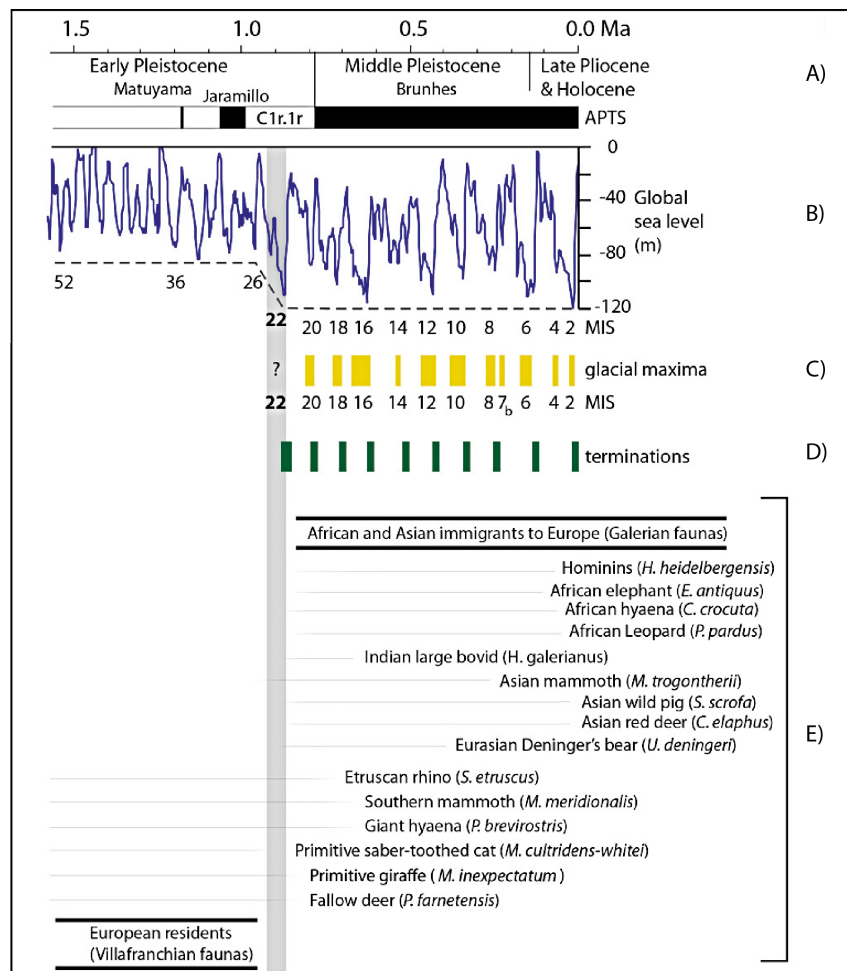 1.5 1.0 0.5 0.0 Ma
Early Pleistocene Middle Pleistocene Late Pliocene A)
Matuyama Jaramillo Brunhes & Holocene
C1r.1r APTS
0
-40 Global
sea level B)
-80 (m)
-120
52 36 26
22 20 18 16 14 12 10 8 6 4 2 MIS
? glacial maxima C)
22 20 18 16 14 12 10 8 7b 6 4 2 MIS
terminations D)
African and Asian immigrants to Europe (Galerian faunas)
Hominins (H. heidelbergensis)
African elephant (E. antiquus)
African hyaena (C. crocuta)
African Leopard (P. pardus)
Indian large bovid (H. galerianus)
Asian mammoth (M. trogontherii)
Asian wild pig (S. scrofa)
Asian red deer (C. elaphus)
E)
Eurasian Deninger's bear (U. deningeri)
Etruscan rhino (S. etruscus)
Southern mammoth (M. meridionalis)
Giant hyaena (P. brevirostris)
Primitive saber-toothed cat (M. cultridens-whitei)
Primitive giraffe (M. inexpectatum)
Fallow deer (P. farnetensis)
European residents
(Villafranchian faunas)